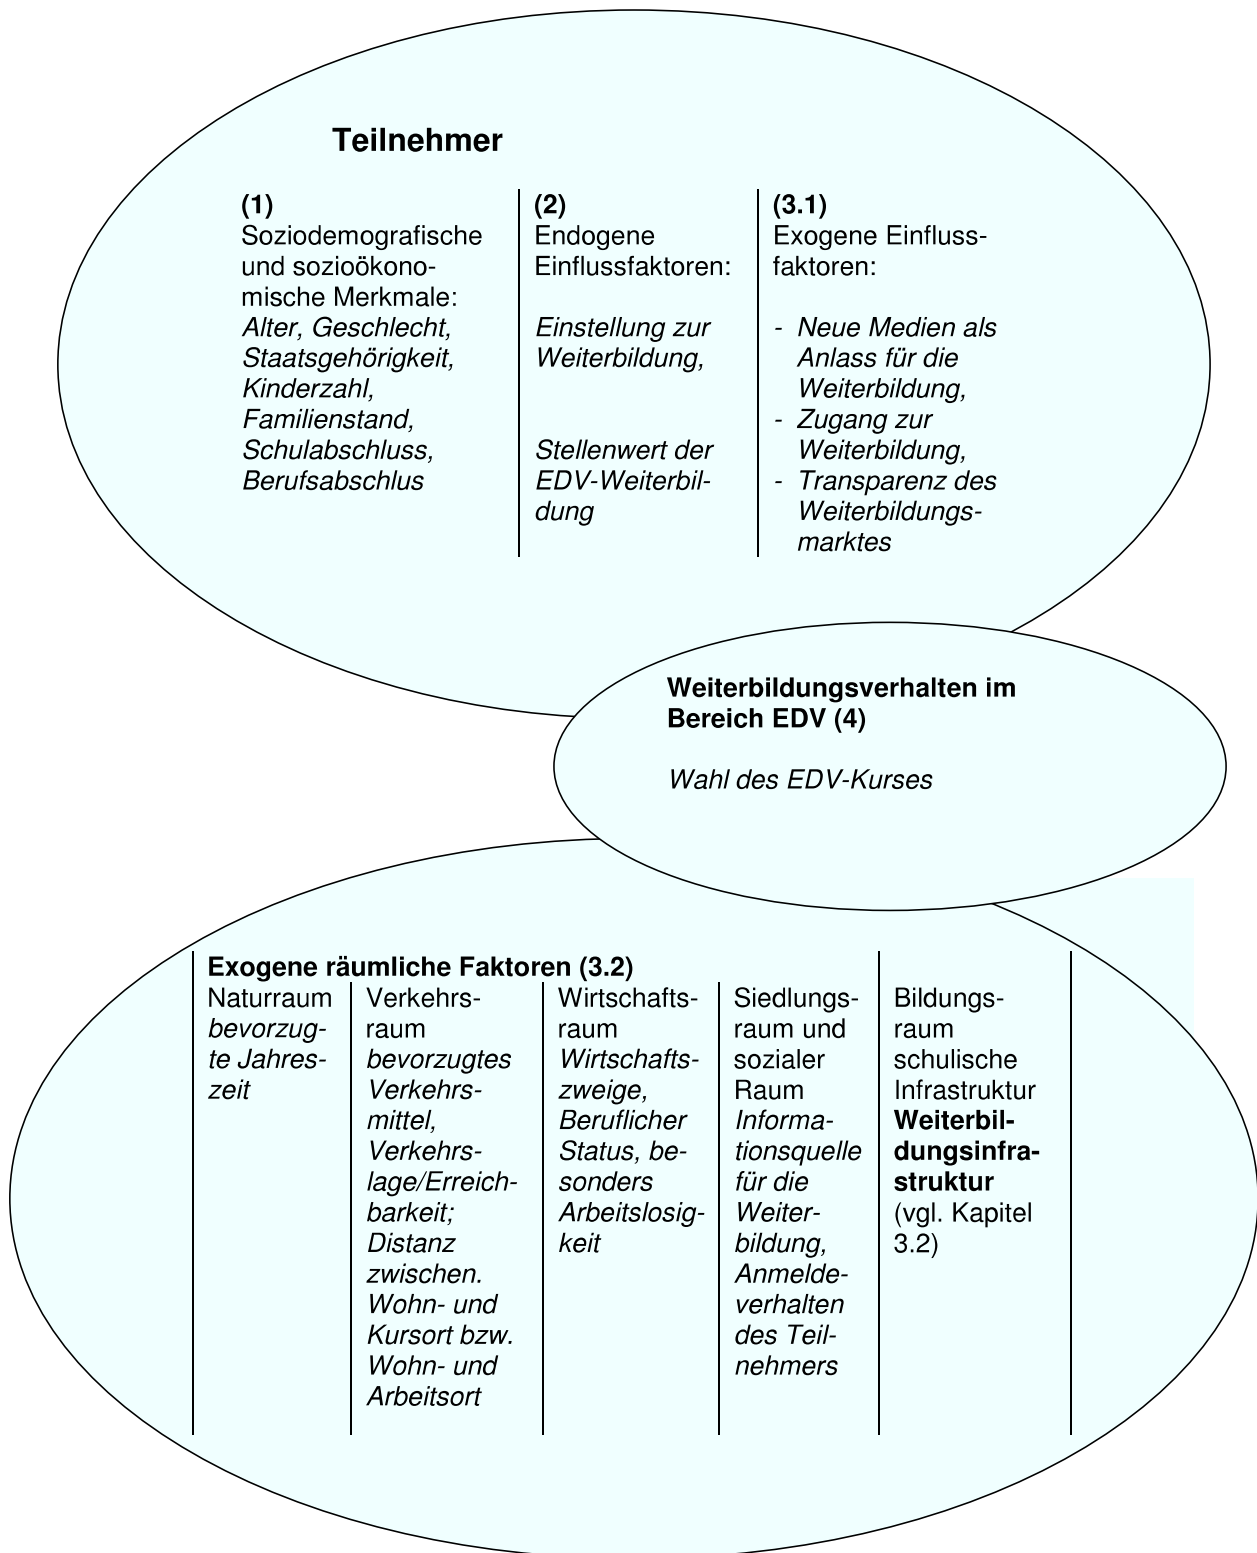 Teilnehmer
(1)
Soziodemografische
und sozioökono-
mische Merkmale:
Alter, Geschlecht,
Staatsgehörigkeit,
Kinderzahl,
Familienstand,
Schulabschluss,
Berufsabschlus
(2)
Endogene
Einflussfaktoren:
Einstellung zur
Weiterbildung,
Stellenwert der
EDV-Weiterbil-
dung
(3.1)
Exogene Einfluss-
faktoren:
- Neue Medien als
Anlass für die
Weiterbildung,
- Zugang zur
Weiterbildung,
- Transparenz des
Weiterbildungs-
marktes
Weiterbildungsverhalten im
Bereich EDV (4)
Wahl des EDV-Kurses
Exogene räumliche Faktoren (3.2)
Naturraum
bevorzug-
te Jahres-
zeit
Verkehrs-
raum
bevorzugtes
Verkehrs-
mittel,
Verkehrs-
lage/Erreich-
barkeit;
Distanz
zwischen.
Wohn- und
Kursort bzw.
Wohn- und
Arbeitsort
Wirtschafts-
raum
Wirtschafts-
zweige,
Beruflicher
Status, be-
sonders
Arbeitslosig-
keit
Siedlungs-
raum und
sozialer
Raum
Informa-
tionsquelle
für die
Weiter-
bildung,
Anmelde-
verhalten
des Teil-
nehmers
Bildungs-
raum
schulische
Infrastruktur
Weiterbil-
dungsinfra-
struktur
(vgl. Kapitel
3.2)